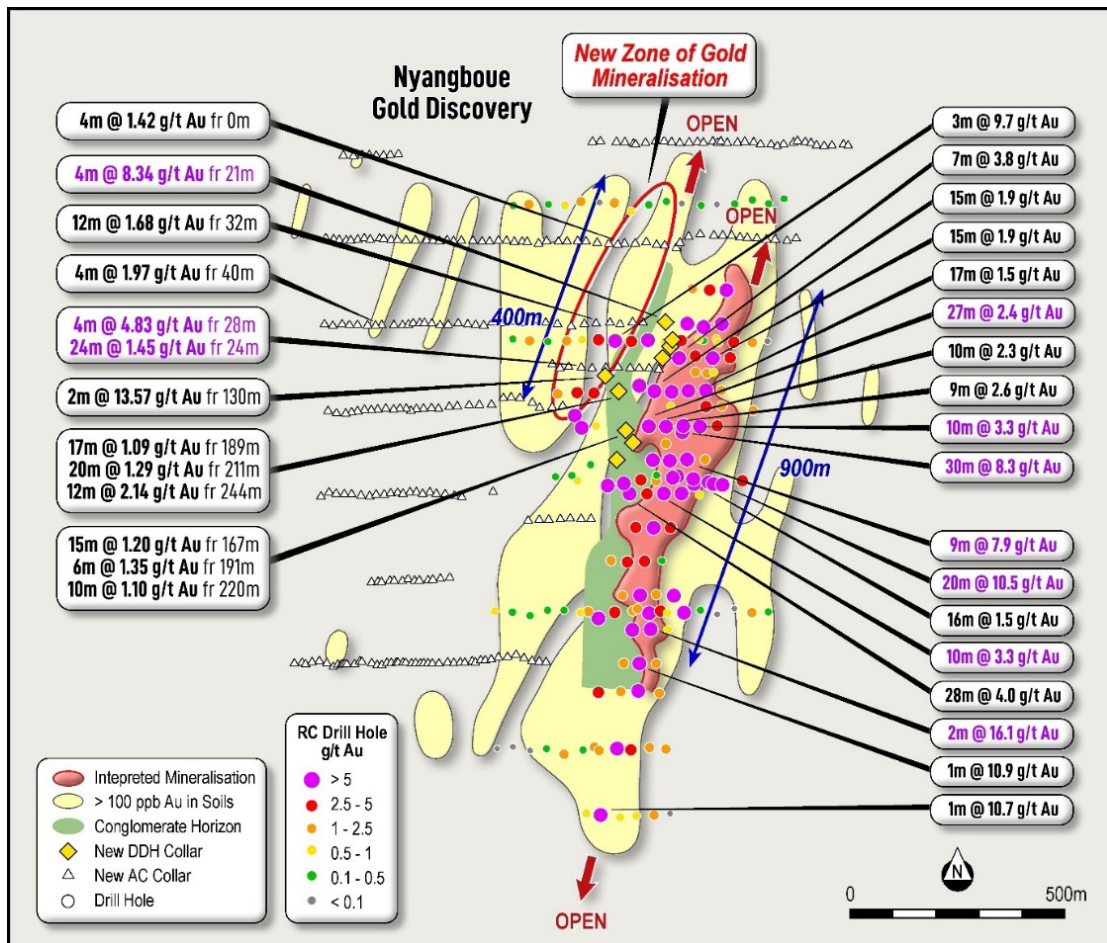 Nyangboue
Gold Discovery
New Zone of Gold
Mineralisation
4m @ 1.42 g/t Au fr 0m
4m @ 8.34 g/t Au fr 21m
12m @ 1.68 g/t Au fr 32m
4m @ 1.97 g/t Au fr 40m
4m @ 4.83 g/t Au fr 28m
24m @ 1.45 g/t Au fr 24m
2m @ 13.57 g/t Au fr 130m
17m @ 1.09 g/t Au fr 189m
20m @ 1.29 g/t Au fr 211m
12m @ 2.14 g/t Au fr 244m
15m @ 1.20 g/t Au fr 167m
6m @ 1.35 g/t Au fr 191m
10m @ 1.10 g/t Au fr 220m
OPEN
OPEN
400m
900m
OPEN
3m @ 9.7 g/t Au
7m @ 3.8 g/t Au
15m @ 1.9 g/t Au
15m @ 1.9 g/t Au
17m @ 1.5 g/t Au
27m @ 2.4 g/t Au
10m @ 2.3 g/t Au
9m @ 2.6 g/t Au
10m @ 3.3 g/t Au
30m @ 8.3 g/t Au
9m @ 7.9 g/t Au
20m @ 10.5 g/t Au
16m @ 1.5 g/t Au
10m @ 3.3 g/t Au
28m @ 4.0 g/t Au
2m @ 16.1 g/t Au
1m @ 10.9 g/t Au
1m @ 10.7 g/t Au
Intepreted Mineralisation
> 100 ppb Au in Soils
Conglomerate Horizon
New DDH Collar
New AC Collar
Drill Hole
RC Drill Hole
g/t Au
> 5
2.5 - 5
1 - 2.5
0.5 - 1
0.1 - 0.5
< 0.1
N
0 500m